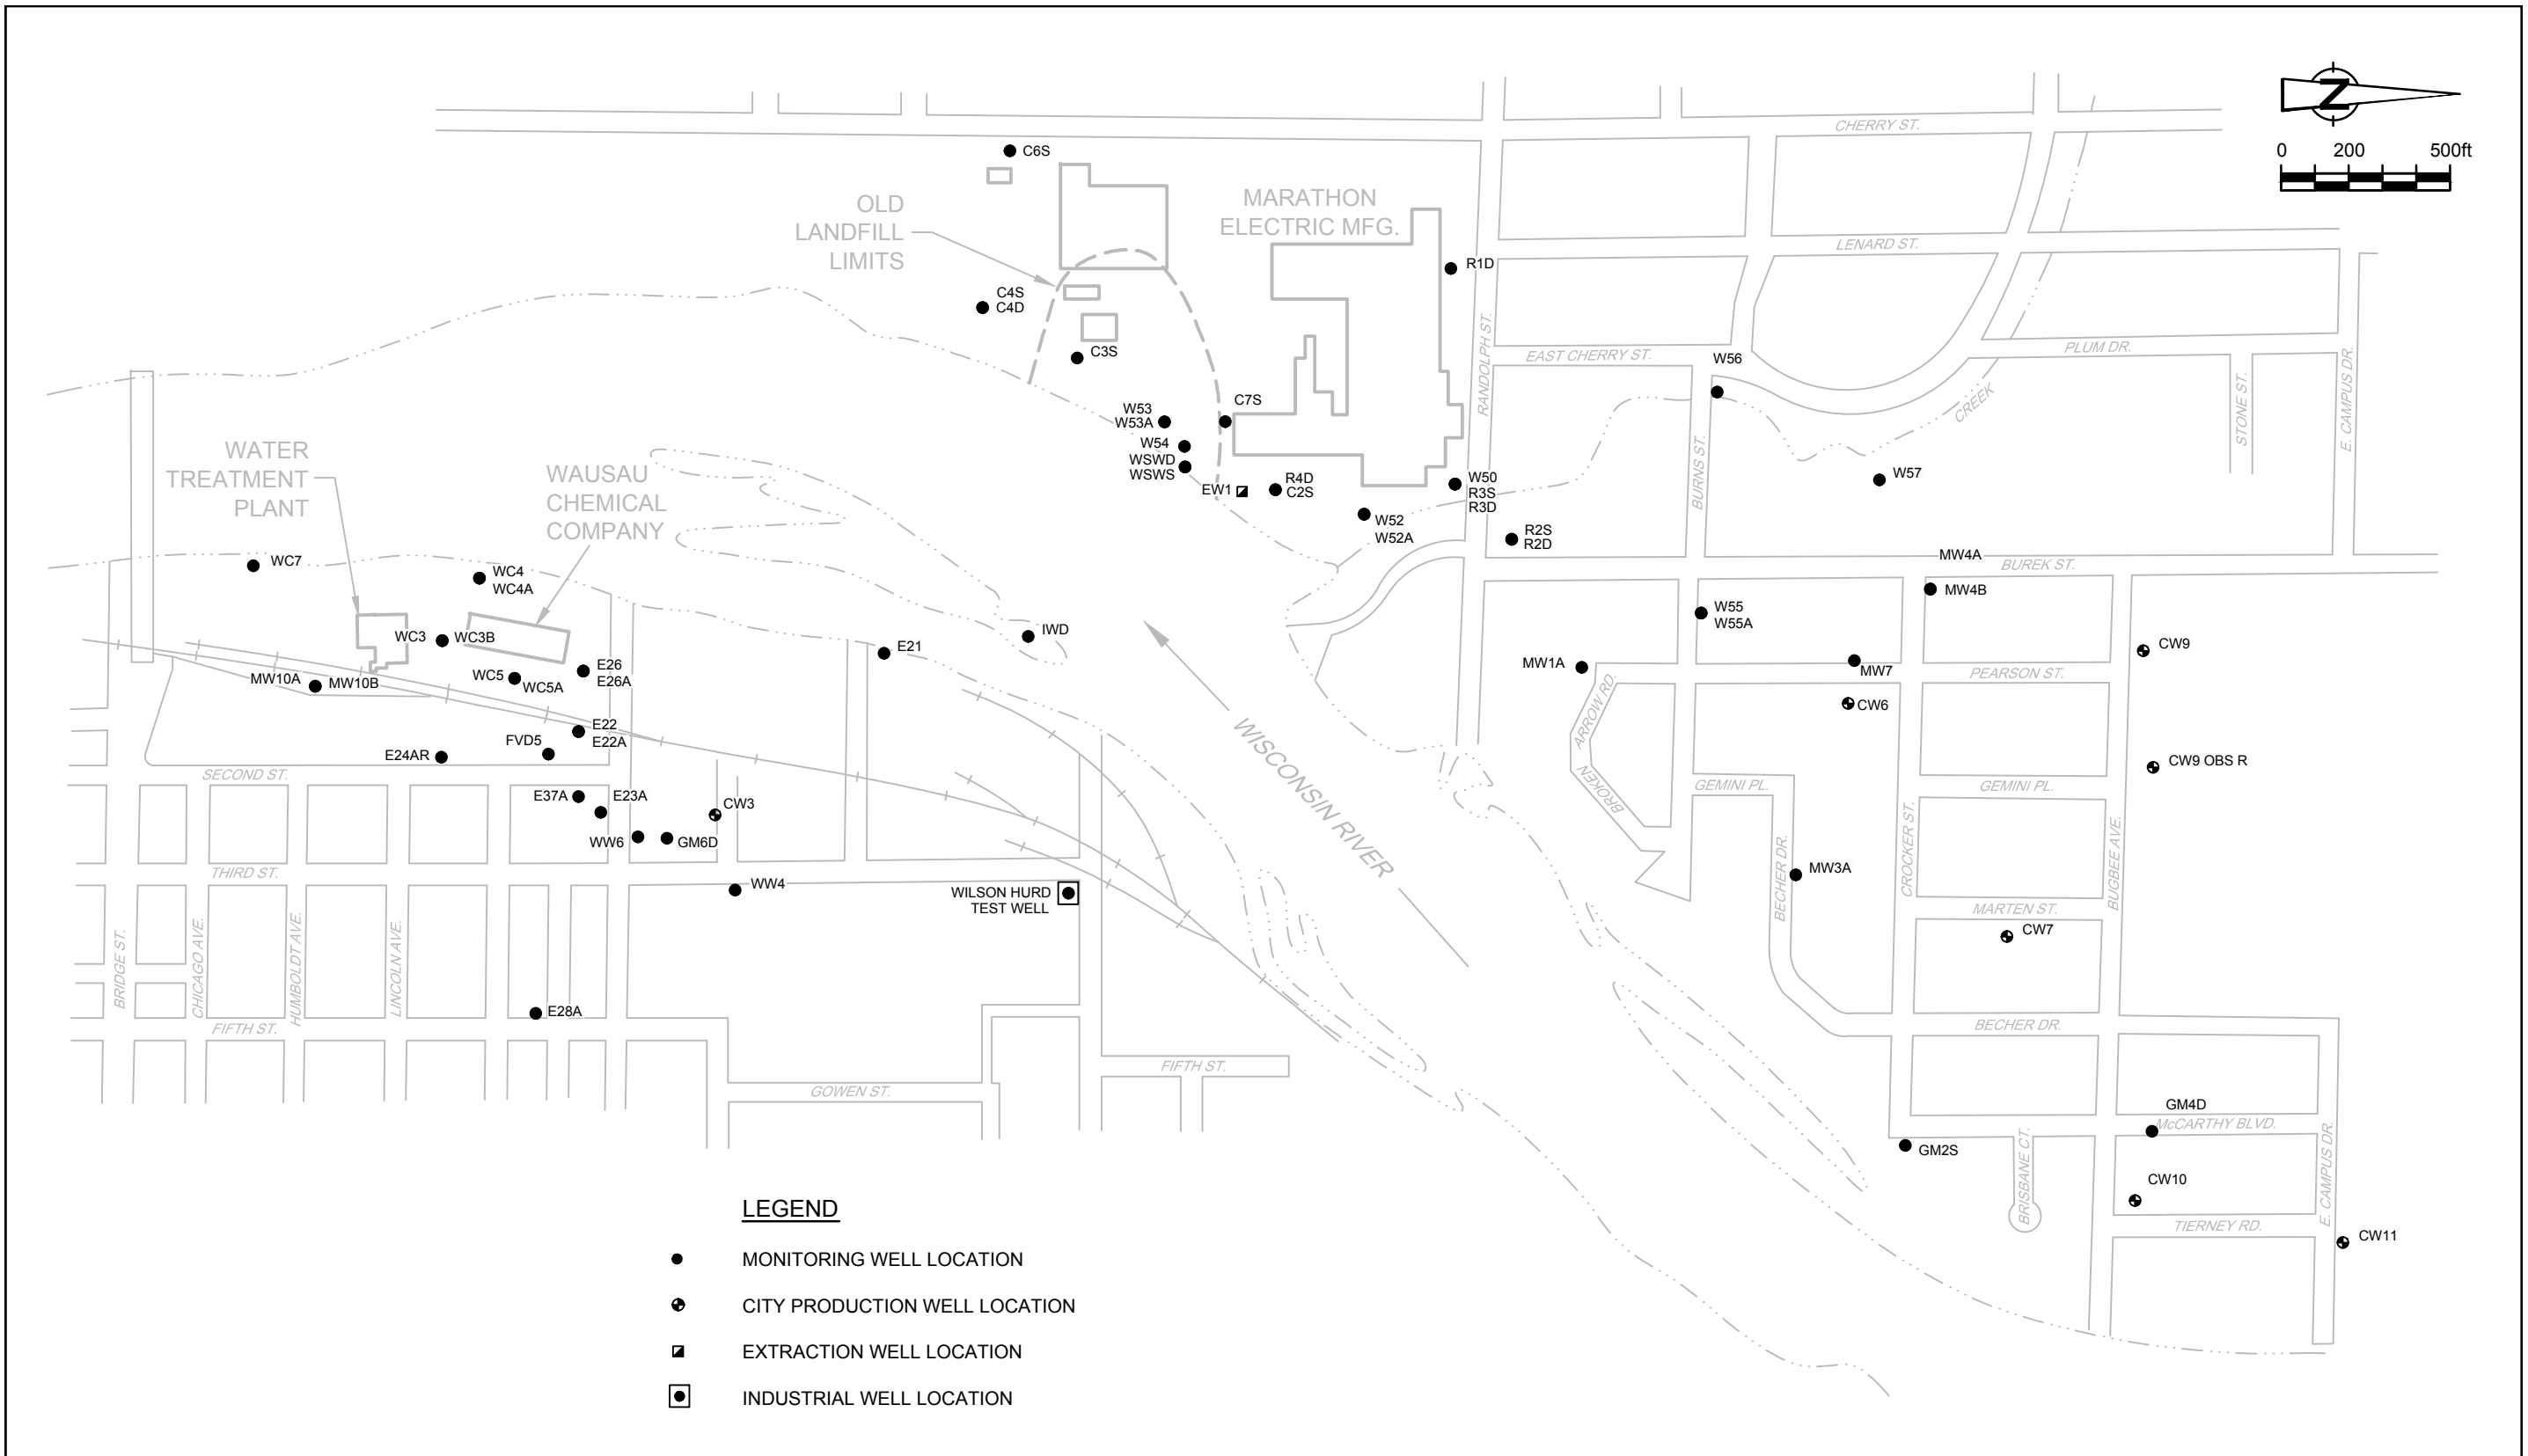 N
0 200 500ft
CHERRY ST.
C6S
OLD
LANDFILL
LIMITS
MARATHON
ELECTRIC MFG.
LENARD ST.
R1D
C4S
C4D
C3S
RANDOLPH ST.
EAST CHERRY ST.
W56
PLUM DR.
STONE ST.
E. CAMPUS DR.
CREEK
C7S
W53
W53A
W54
WSWD
WSWS
EW1
R4D
C2S
W50
R3S
R3D
W52
W52A
R2S
R2D
BURNS ST.
W57
WATER
TREATMENT
PLANT
WAUSAU
CHEMICAL
COMPANY
WC7
WC4
WC4A
WC3
WC3B
MW4A
BUREK ST.
MW4B
W55
W55A
IWD
E21
E26
E26A
WC5
WC5A
MW10A
MW10B
MW1A
MW7
CW9
PEARSON ST.
CW6
ARROW RD.
BROKEN
E22
E22A
FVD5
E24AR
SECOND ST.
CW9 OBS R
GEMINI PL.
GEMINI PL.
WISCONSIN RIVER
E37A
E23A
CW3
WW6
GM6D
THIRD ST.
WW4
WILSON HURD
TEST WELL
MW3A
BECHER DR.
CROCKER ST.
BUGBEE AVE.
MARTEN ST.
CW7
BRIDGE ST.
CHICAGO AVE.
HUMBOLDT AVE.
LINCOLN AVE.
E28A
FIFTH ST.
BECHER DR.
FIFTH ST.
GOWEN ST.
GM4D
McCARTHY BLVD.
GM2S
BRISBANE CT.
E. CAMPUS DR.
CW10
TIERNEY RD.
CW11
LEGEND
MONITORING WELL LOCATION
CITY PRODUCTION WELL LOCATION
EXTRACTION WELL LOCATION
INDUSTRIAL WELL LOCATION